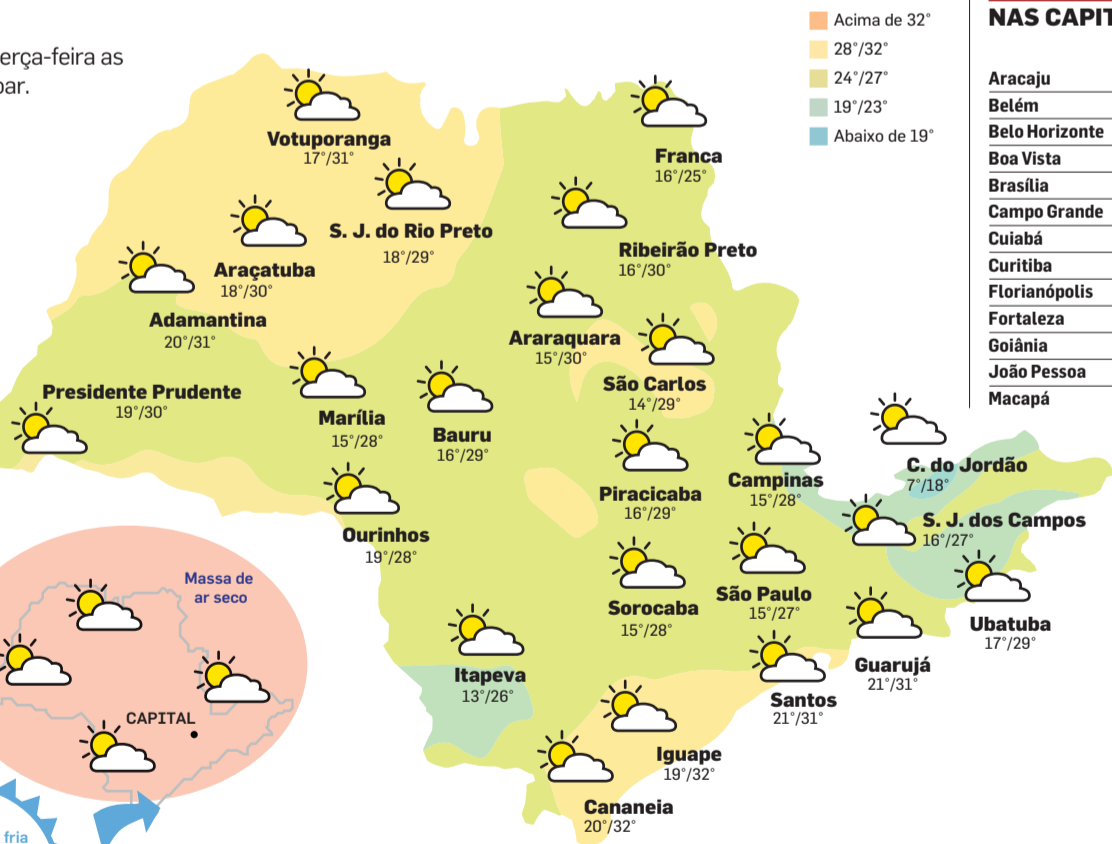 erça-feira as
Acima de 32°
28°/32°
24°/27°
19°/23°
Abaixo de 19°
Votuporanga
17°/31°
Franca
16°/25°
S. J. do Rio Preto
18°/29°
Ribeirão Preto
16°/30°
Araçatuba
18°/30°
Adamantina
20°/31°
Araraquara
15°/30°
São Carlos
14°/29°
Presidente Prudente
19°/30°
Marília
15°/28°
Bauru
16°/29°
C. do Jordão
7°/18°
Campinas
15°/28°
Piracicaba
16°/29°
S. J. dos Campos
16°/27°
Ourinhos
19°/28°
São Paulo
15°/27°
Sorocaba
15°/28°
Ubatuba
17°/29°
Guarujá
21°/31°
Itapeva
13°/26°
Santos
21°/31°
Iguape
19°/32°
Cananeia
20°/32°
Massa de
ar seco
CAPITAL
fria
NAS CAPIT
Aracaju
Belém
Belo Horizonte
Boa Vista
Brasília
Campo Grande
Cuiabá
Curitiba
Florianópolis
Fortaleza
Goiânia
João Pessoa
Macapá